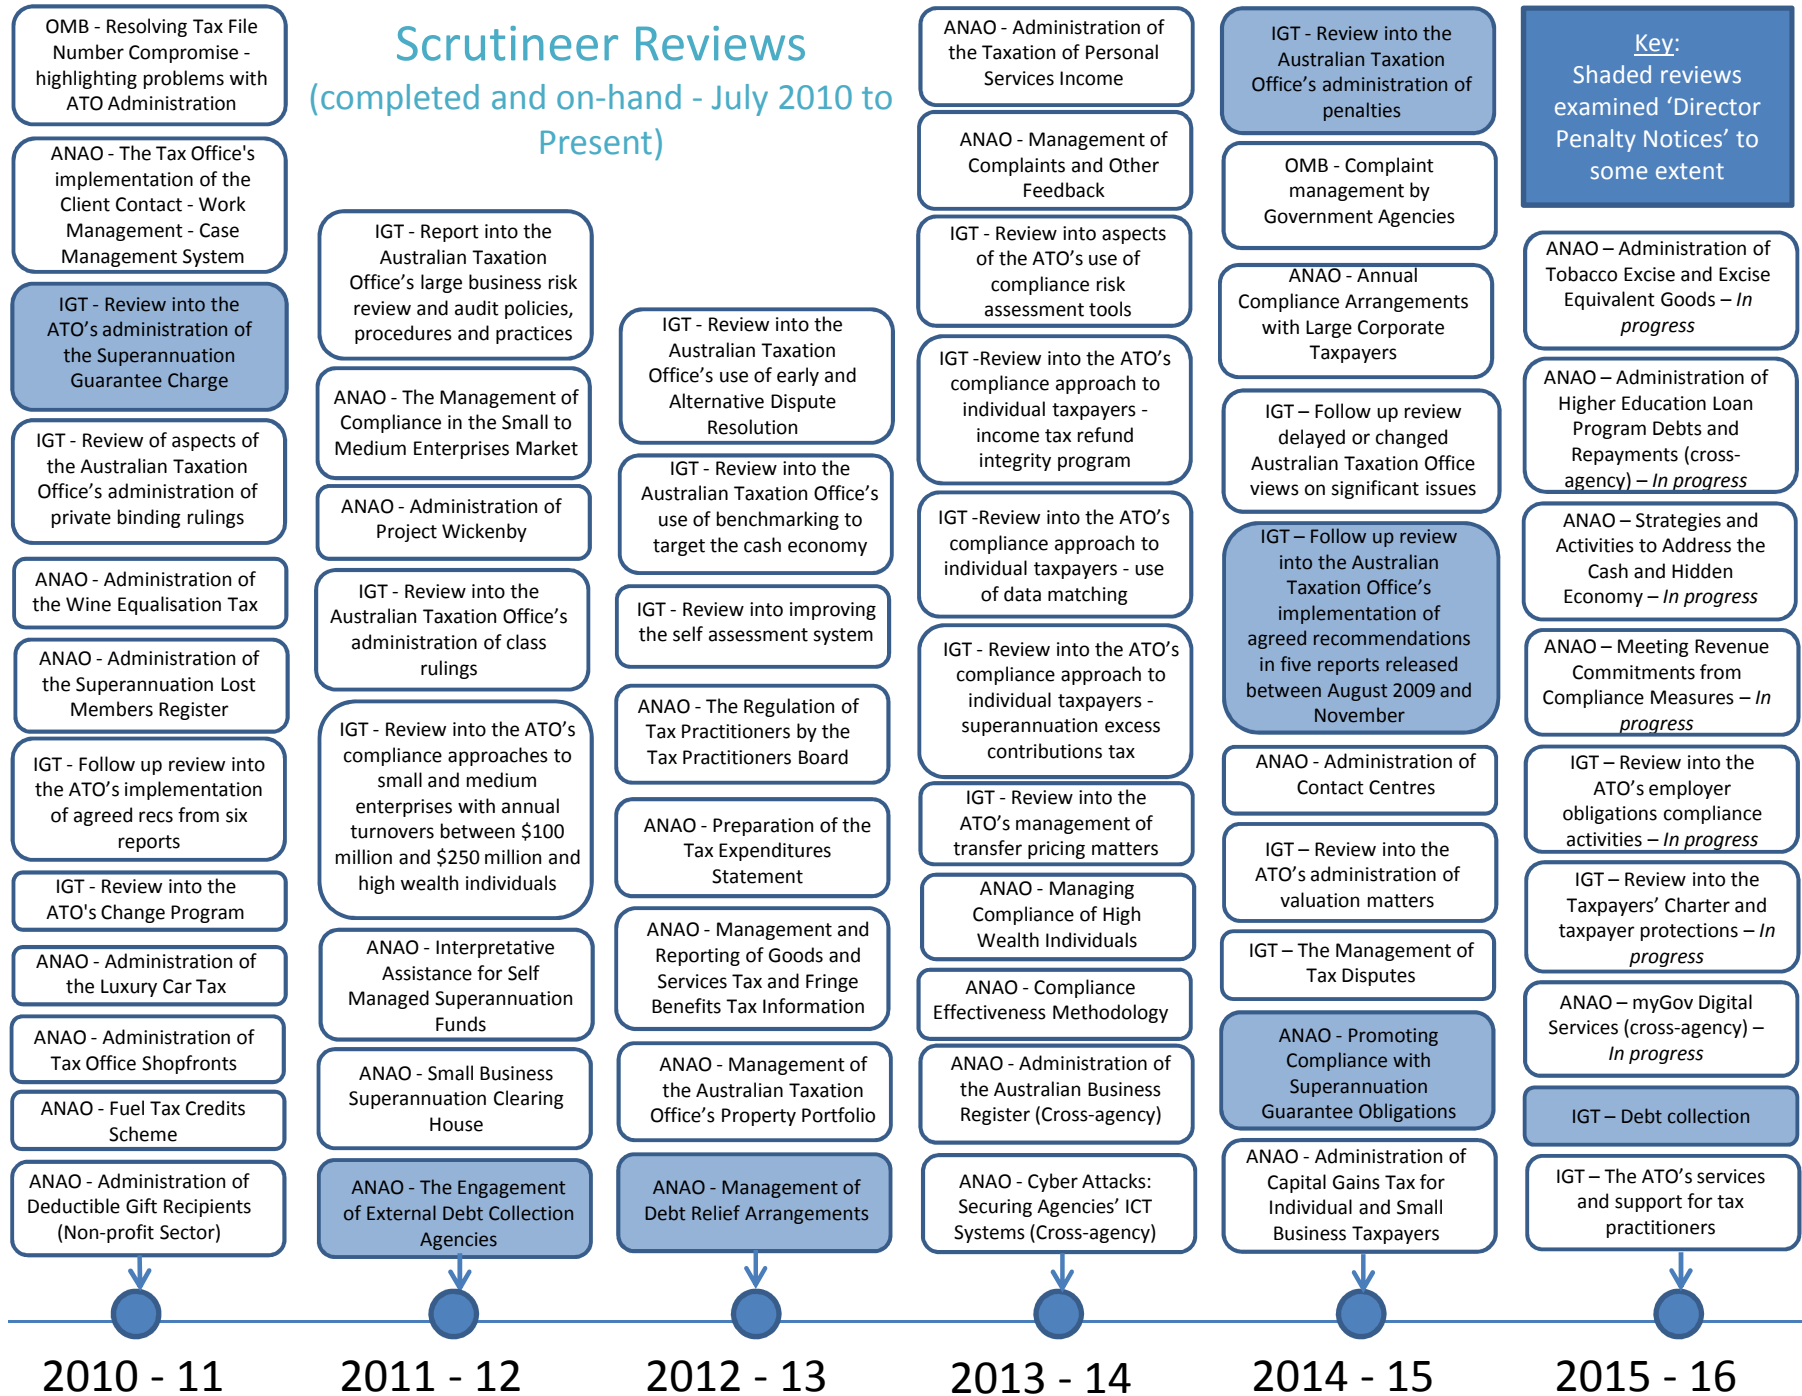 Scrutineer Reviews
(completed and on-hand - July 2010 to
Present)
OMB - Resolving Tax File
Number Compromise -
highlighting problems with
ATO Administration
ANAO - The Tax Office's
implementation of the
Client Contact - Work
Management - Case
Management System
IGT - Review into the
ATO’s administration of
the Superannuation
Guarantee Charge
IGT - Review of aspects of
the Australian Taxation
Office’s administration of
private binding rulings
ANAO - Administration of
the Wine Equalisation Tax
ANAO - Administration of
the Superannuation Lost
Members Register
IGT - Follow up review into
the ATO’s implementation
of agreed recs from six
reports
IGT - Review into the
ATO's Change Program
ANAO - Administration of
the Luxury Car Tax
ANAO - Administration of
Tax Office Shopfronts
ANAO - Fuel Tax Credits
Scheme
ANAO - Administration of
Deductible Gift Recipients
(Non-profit Sector)
2010 - 11
IGT - Report into the
Australian Taxation
Office’s large business risk
review and audit policies,
procedures and practices
ANAO - The Management of
Compliance in the Small to
Medium Enterprises Market
ANAO - Administration of
Project Wickenby
IGT - Review into the
Australian Taxation Office’s
administration of class
rulings
IGT - Review into the ATO’s
compliance approaches to
small and medium
enterprises with annual
turnovers between $100
million and $250 million and
high wealth individuals
ANAO - Interpretative
Assistance for Self
Managed Superannuation
Funds
ANAO - Small Business
Superannuation Clearing
House
ANAO - The Engagement
of External Debt Collection
Agencies
2011 - 12
IGT - Review into the
Australian Taxation
Office’s use of early and
Alternative Dispute
Resolution
IGT - Review into the
Australian Taxation Office’s
use of benchmarking to
target the cash economy
IGT - Review into improving
the self assessment system
ANAO - The Regulation of
Tax Practitioners by the
Tax Practitioners Board
ANAO - Preparation of the
Tax Expenditures
Statement
ANAO - Management and
Reporting of Goods and
Services Tax and Fringe
Benefits Tax Information
ANAO - Management of
the Australian Taxation
Office’s Property Portfolio
ANAO - Management of
Debt Relief Arrangements
2012 - 13
ANAO - Administration of
the Taxation of Personal
Services Income
ANAO - Management of
Complaints and Other
Feedback
IGT - Review into aspects
of the ATO’s use of
compliance risk
assessment tools
IGT -Review into the ATO’s
compliance approach to
individual taxpayers -
income tax refund
integrity program
IGT -Review into the ATO’s
compliance approach to
individual taxpayers - use
of data matching
IGT - Review into the ATO’s
compliance approach to
individual taxpayers -
superannuation excess
contributions tax
IGT - Review into the
ATO’s management of
transfer pricing matters
ANAO - Managing
Compliance of High
Wealth Individuals
ANAO - Compliance
Effectiveness Methodology
ANAO - Administration of
the Australian Business
Register (Cross-agency)
ANAO - Cyber Attacks:
Securing Agencies’ ICT
Systems (Cross-agency)
2013 - 14
IGT - Review into the
Australian Taxation
Office’s administration of
penalties
OMB - Complaint
management by
Government Agencies
ANAO - Annual
Compliance Arrangements
with Large Corporate
Taxpayers
IGT – Follow up review
delayed or changed
Australian Taxation Office
views on significant issues
IGT – Follow up review
into the Australian
Taxation Office’s
implementation of
agreed recommendations
in five reports released
between August 2009 and
November
ANAO - Administration of
Contact Centres
IGT – Review into the
ATO’s administration of
valuation matters
IGT – The Management of
Tax Disputes
ANAO - Promoting
Compliance with
Superannuation
Guarantee Obligations
ANAO - Administration of
Capital Gains Tax for
Individual and Small
Business Taxpayers
2014 - 15
Key:
Shaded reviews
examined ‘Director
Penalty Notices’ to
some extent
ANAO – Administration of
Tobacco Excise and Excise
Equivalent Goods – In
progress
ANAO – Administration of
Higher Education Loan
Program Debts and
Repayments (cross-
agency) – In progress
ANAO – Strategies and
Activities to Address the
Cash and Hidden
Economy – In progress
ANAO – Meeting Revenue
Commitments from
Compliance Measures – In
progress
IGT – Review into the
ATO’s employer
obligations compliance
activities – In progress
IGT – Review into the
Taxpayers’ Charter and
taxpayer protections – In
progress
ANAO – myGov Digital
Services (cross-agency) –
In progress
IGT – Debt collection
IGT – The ATO’s services
and support for tax
practitioners
2015 - 16